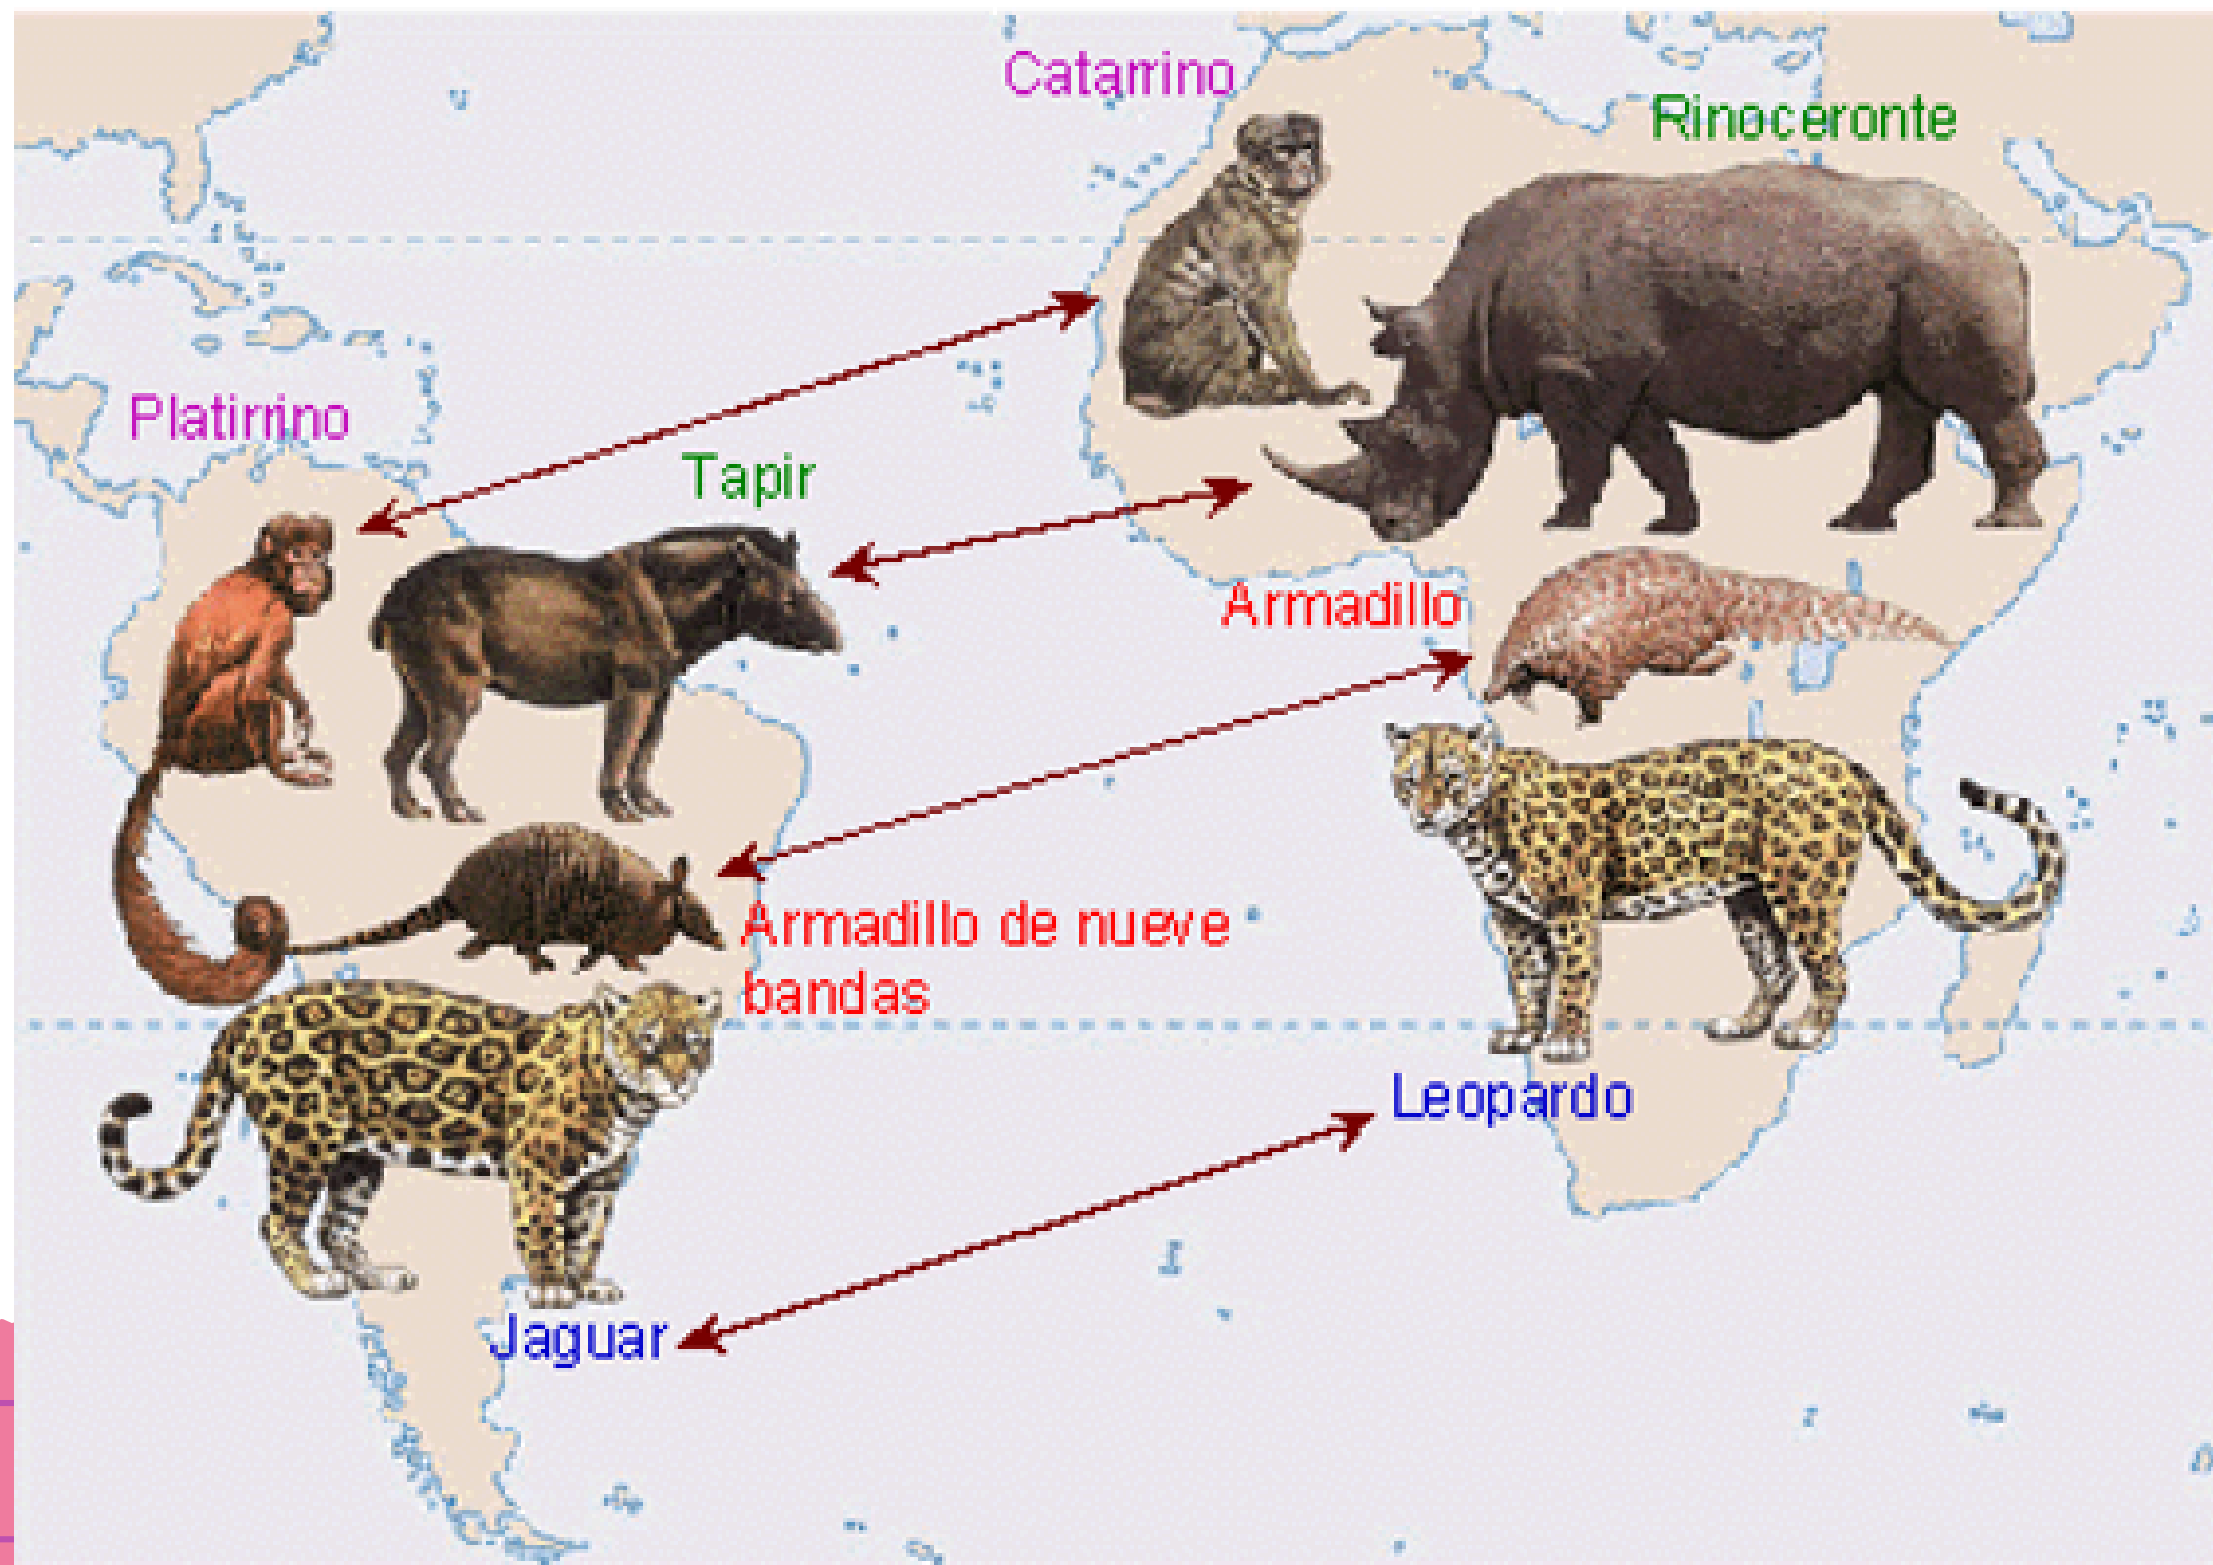 Catarrino
Rinoceronte
Platirrino
Tapir
Armadillo
Armadillo de nueve
bandas
Leopardo
Jaguar